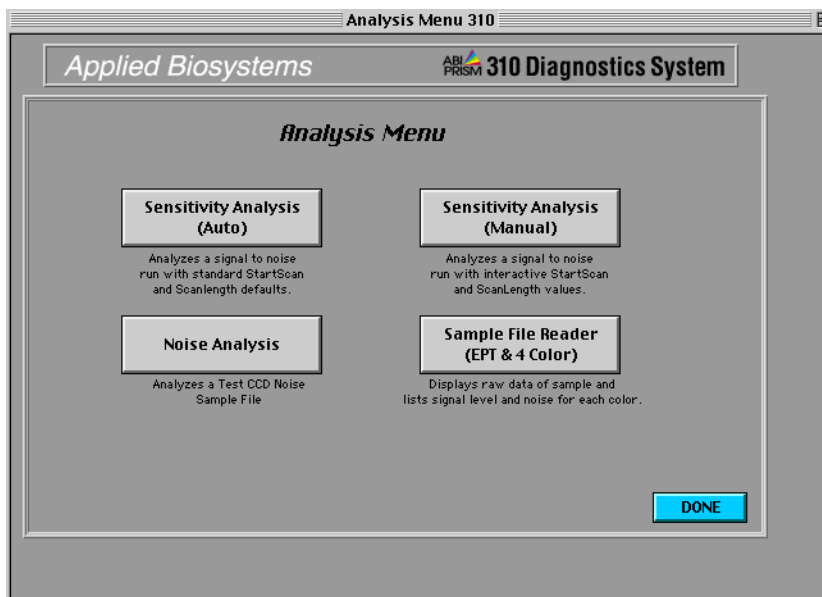 Analysis Menu 310
Applied Biosystems
ABI PRISM 310 Diagnostics System
Analysis Menu
Sensitivity Analysis
(Auto)
Analyzes a signal to noise
run with standard StartScan
and Scanlength defaults.
Sensitivity Analysis
(Manual)
Analyzes a signal to noise
run with interactive StartScan
and ScanLength values.
Noise Analysis
Analyzes a Test CCD Noise
Sample File
Sample File Reader
(EPT & 4 Color)
Displays raw data of sample and
lists signal level and noise for each color.
DONE